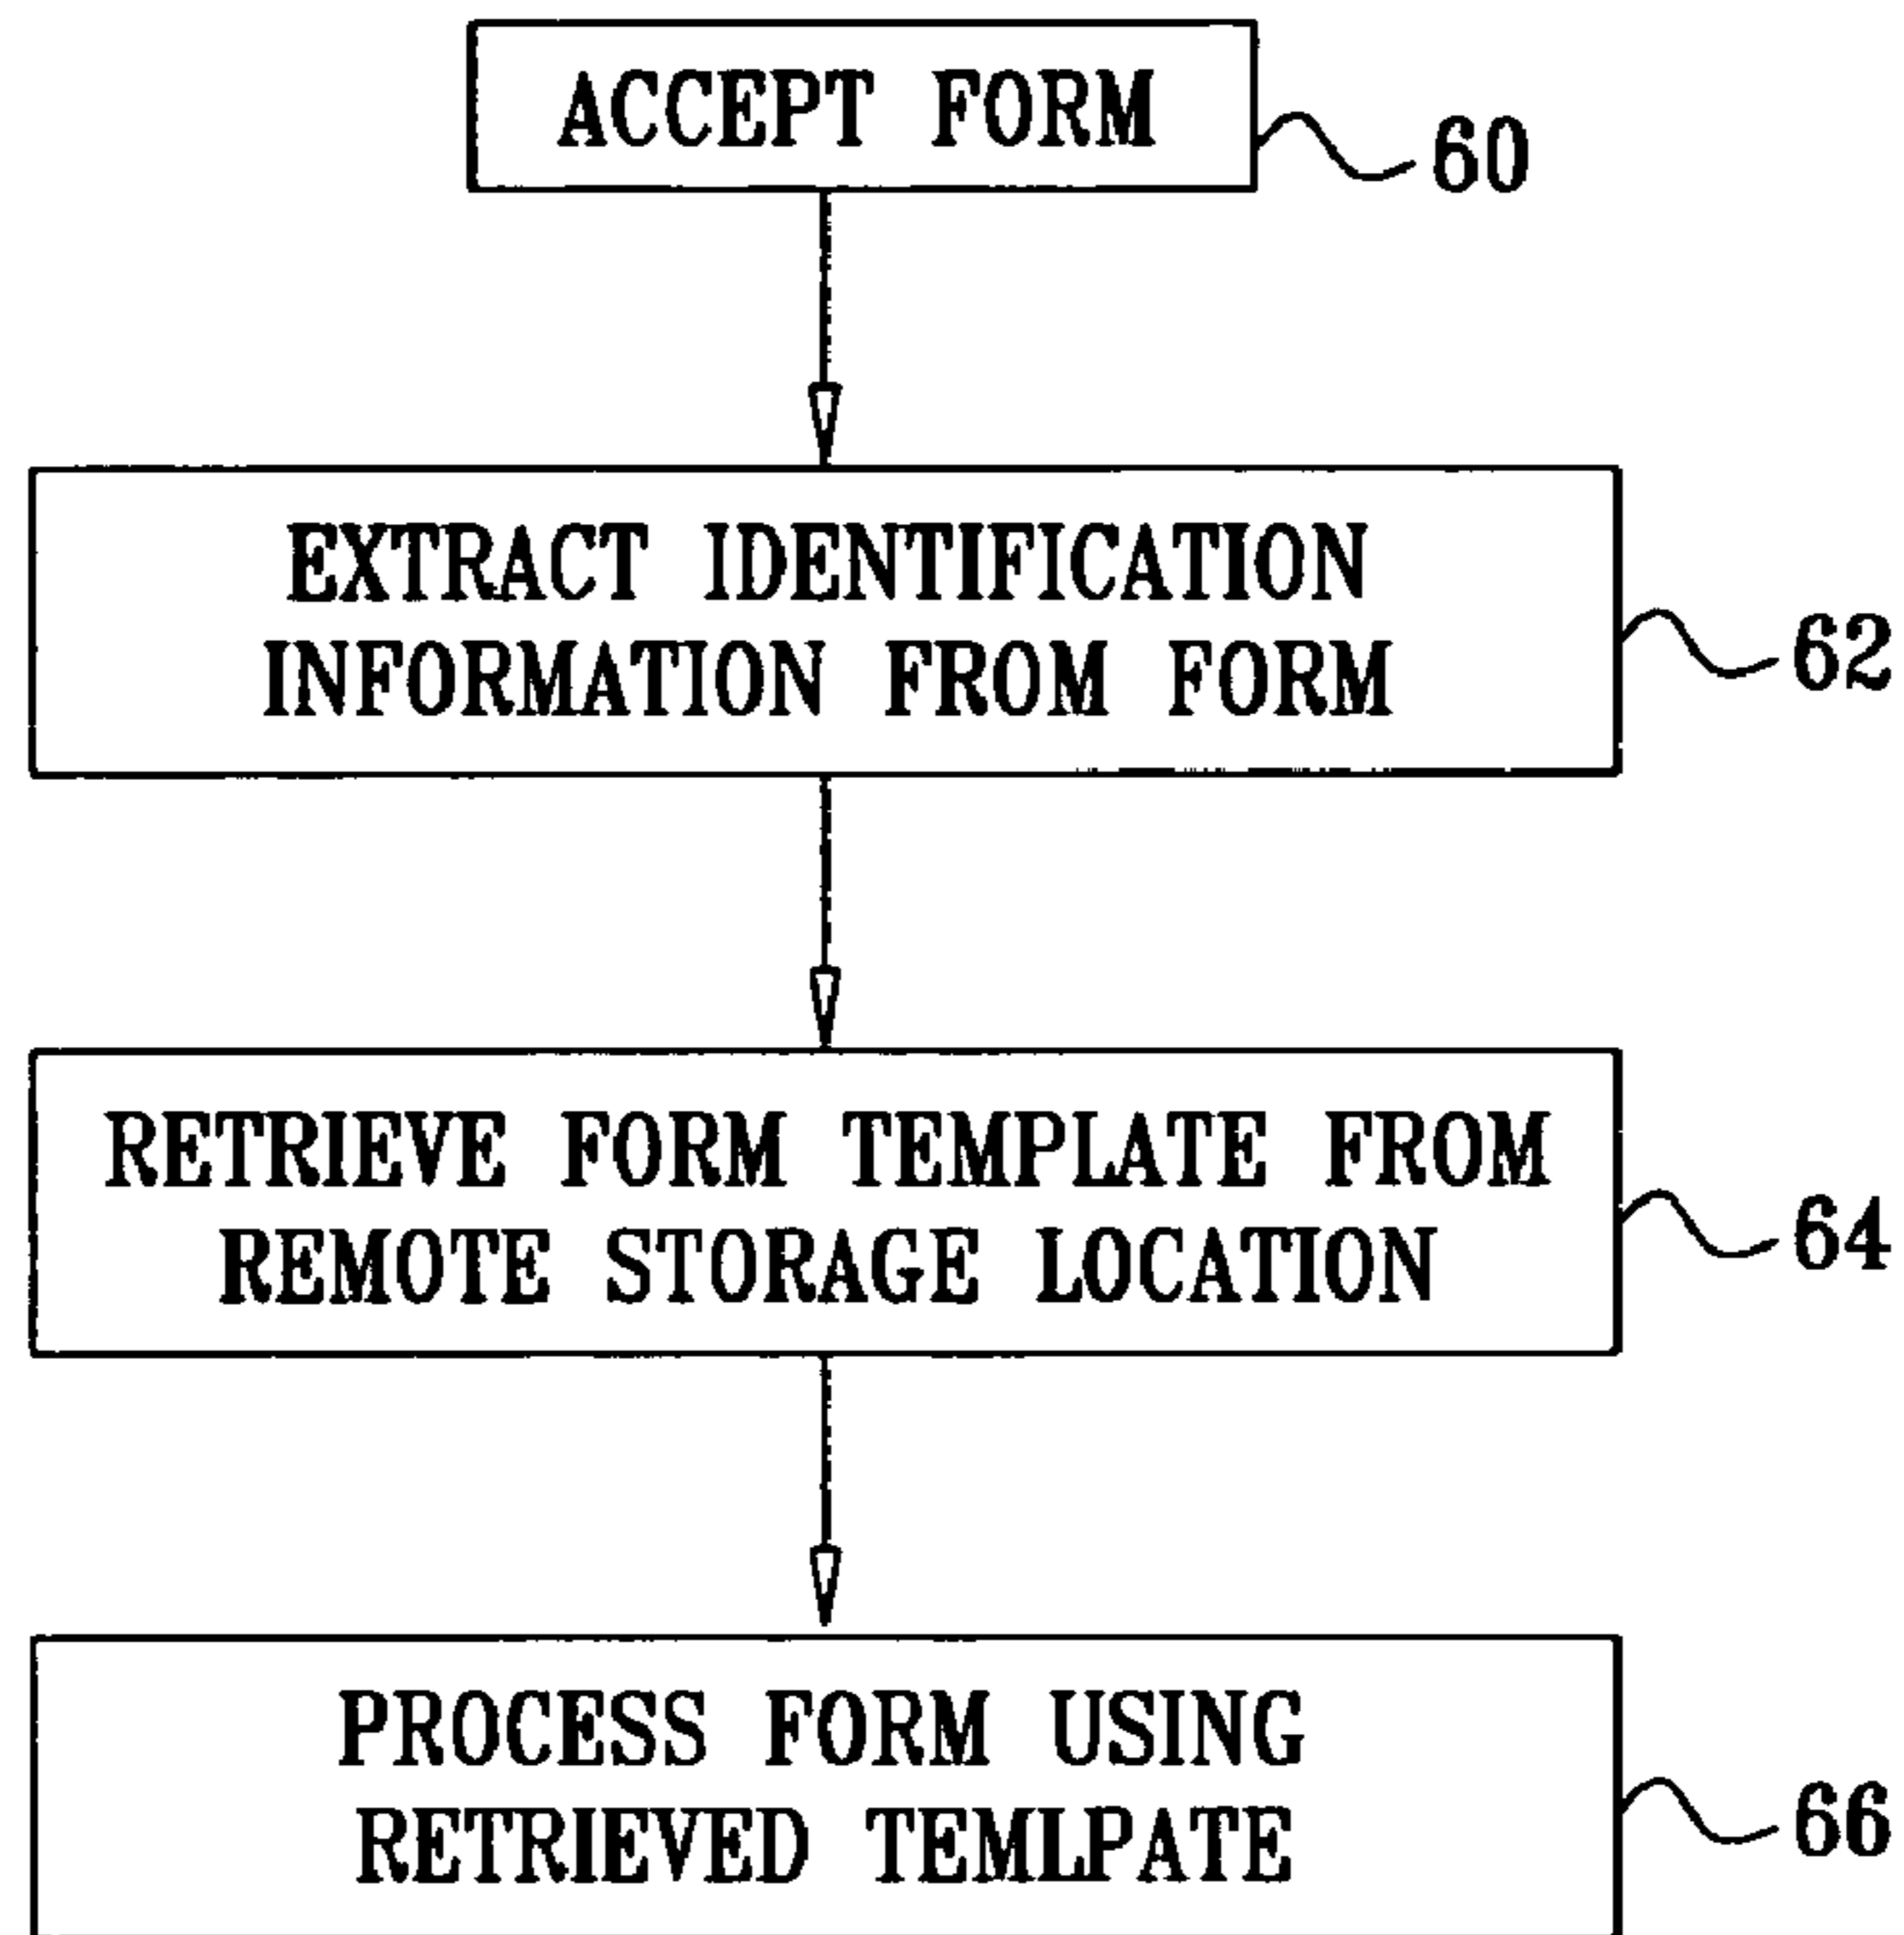 ACCEPT FORM
60
EXTRACT IDENTIFICATION
INFORMATION FROM FORM
62
RETRIEVE FORM TEMPLATE FROM
REMOTE STORAGE LOCATION
64
PROCESS FORM USING
RETRIEVED TEMLPATE
66